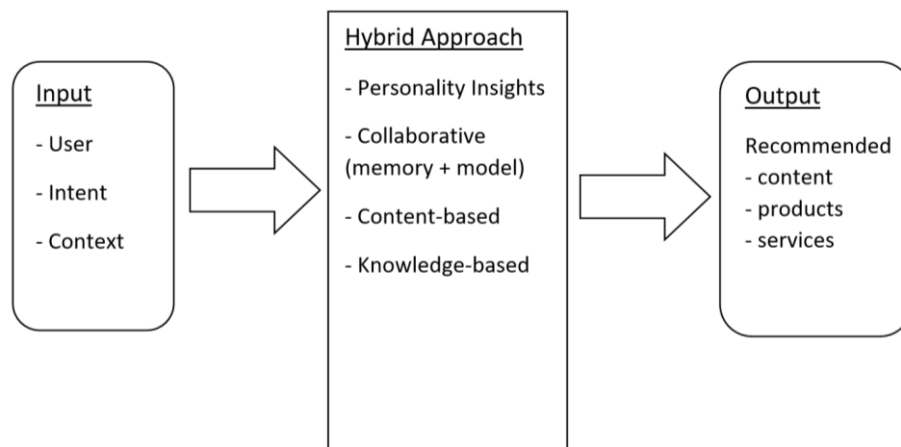 Input
- User
- Intent
- Context
Hybrid Approach
- Personality Insights
- Collaborative
(memory + model)
- Content-based
- Knowledge-based
Output
Recommended
- content
- products
- services